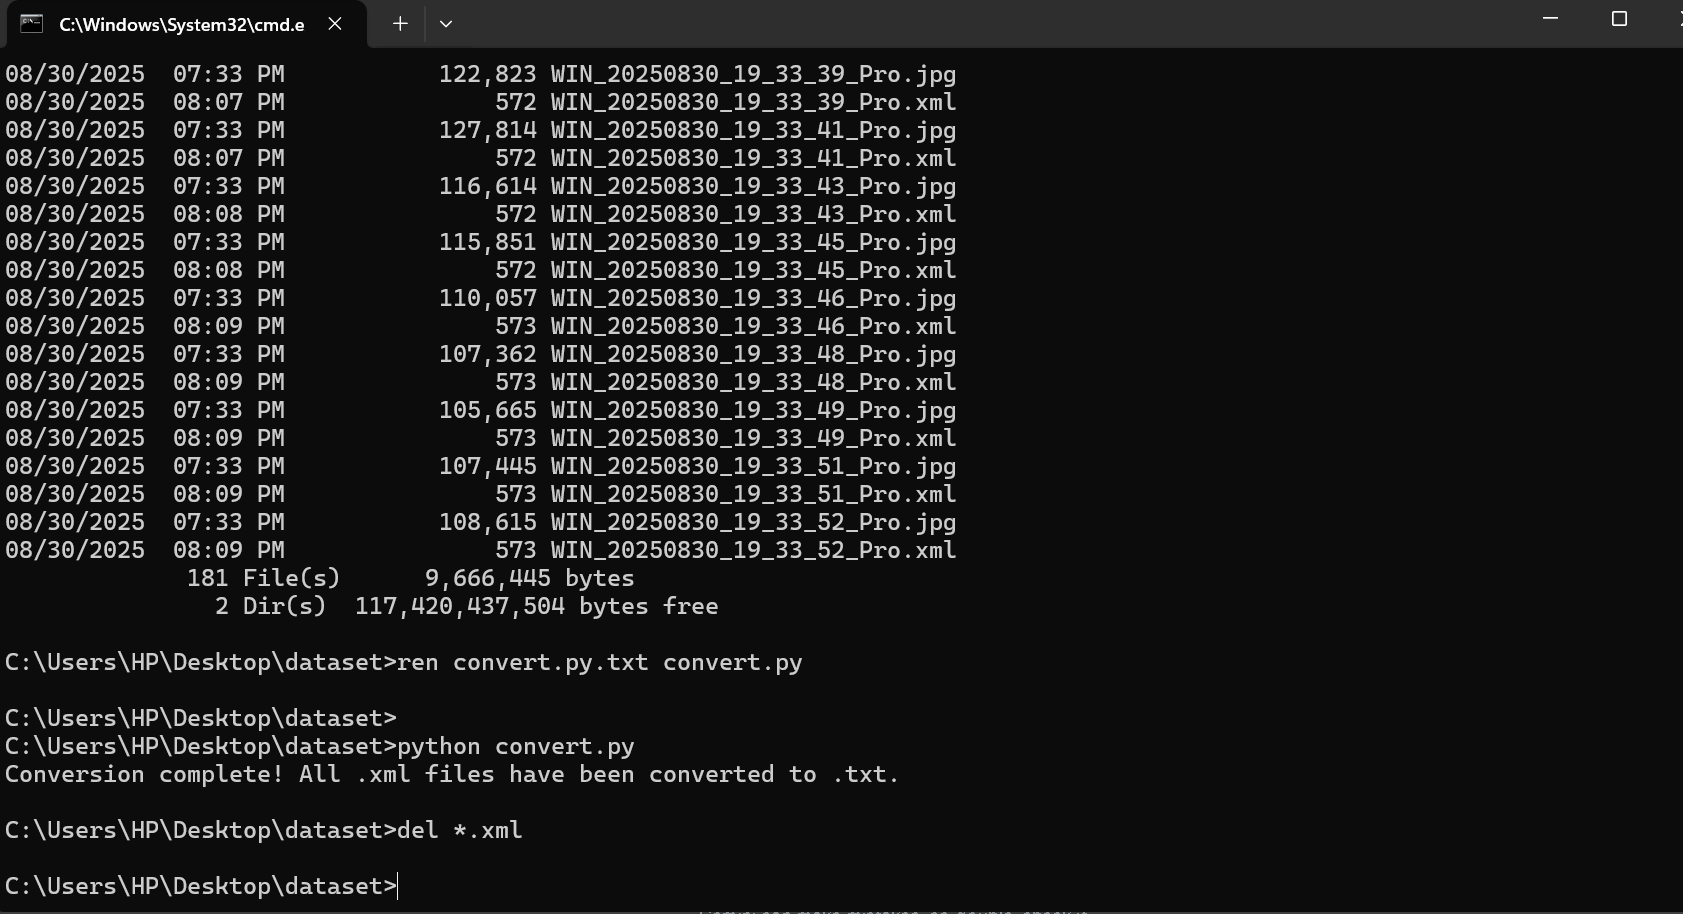 C:\Windows\System32\cmd.e
08/30/2025  07:33 PM           122,823 WIN_20250830_19_33_39_Pro.jpg
08/30/2025  08:07 PM               572 WIN_20250830_19_33_39_Pro.xml
08/30/2025  07:33 PM           127,814 WIN_20250830_19_33_41_Pro.jpg
08/30/2025  08:07 PM               572 WIN_20250830_19_33_41_Pro.xml
08/30/2025  07:33 PM           116,614 WIN_20250830_19_33_43_Pro.jpg
08/30/2025  08:08 PM               572 WIN_20250830_19_33_43_Pro.xml
08/30/2025  07:33 PM           115,851 WIN_20250830_19_33_45_Pro.jpg
08/30/2025  08:08 PM               572 WIN_20250830_19_33_45_Pro.xml
08/30/2025  07:33 PM           110,057 WIN_20250830_19_33_46_Pro.jpg
08/30/2025  08:09 PM               573 WIN_20250830_19_33_46_Pro.xml
08/30/2025  07:33 PM           107,362 WIN_20250830_19_33_48_Pro.jpg
08/30/2025  08:09 PM               573 WIN_20250830_19_33_48_Pro.xml
08/30/2025  07:33 PM           105,665 WIN_20250830_19_33_49_Pro.jpg
08/30/2025  08:09 PM               573 WIN_20250830_19_33_49_Pro.xml
08/30/2025  07:33 PM           107,445 WIN_20250830_19_33_51_Pro.jpg
08/30/2025  08:09 PM               573 WIN_20250830_19_33_51_Pro.xml
08/30/2025  07:33 PM           108,615 WIN_20250830_19_33_52_Pro.jpg
08/30/2025  08:09 PM               573 WIN_20250830_19_33_52_Pro.xml
181 File(s)      9,666,445 bytes
2 Dir(s)  117,420,437,504 bytes free
C:\Users\HP\Desktop\dataset>ren convert.py.txt convert.py
C:\Users\HP\Desktop\dataset>
C:\Users\HP\Desktop\dataset>python convert.py
Conversion complete! All .xml files have been converted to .txt.
C:\Users\HP\Desktop\dataset>del *.xml
C:\Users\HP\Desktop\dataset>